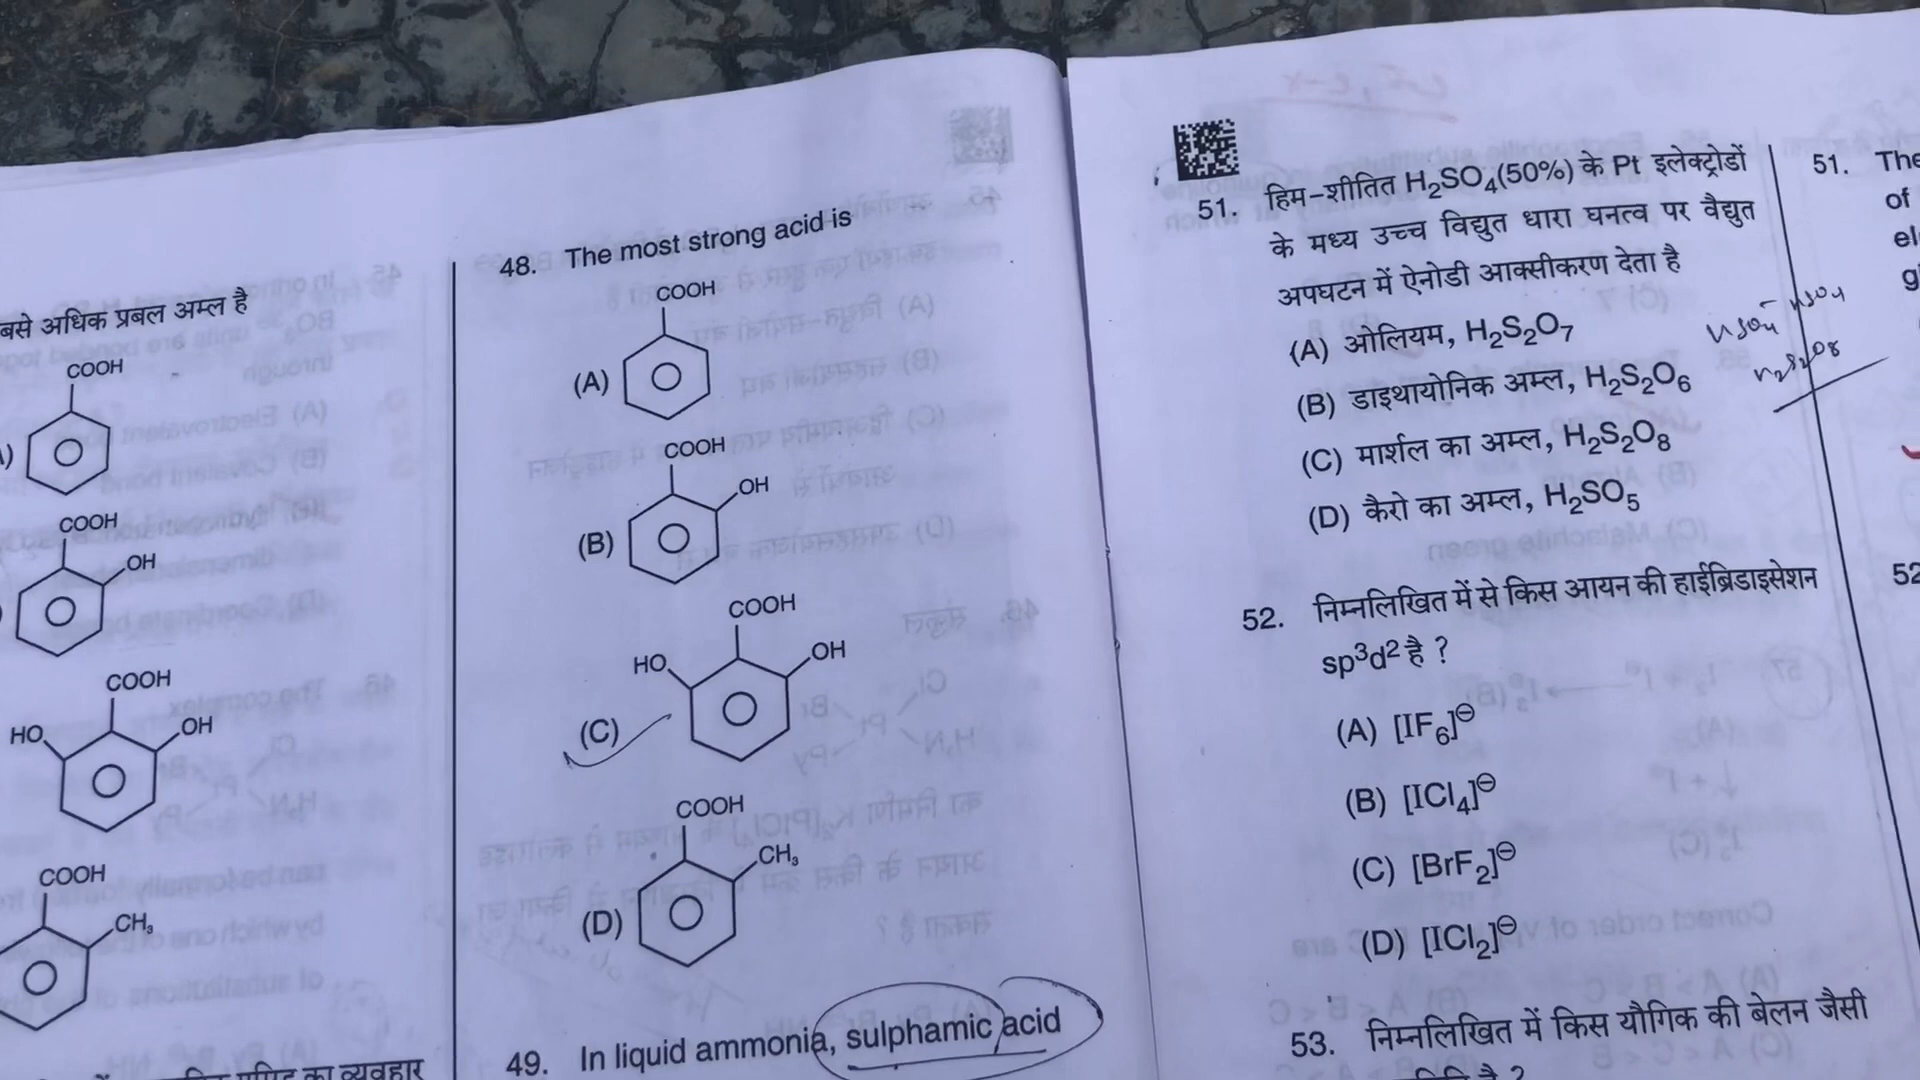 बसे अधिक प्रबल अम्ल है
COOH
COOH
OH
COOH
HO
OH
COOH
CH₃
का व्यवहार
48. The most strong acid is
(A)
COOH
(B)
COOH
OH
(C)
COOH
HO
OH
(D)
COOH
CH₃
49. In liquid ammonia, sulphamic acid
51. हिम-शीतित H₂SO₄(50%) के Pt इलेक्ट्रोडों
के मध्य उच्च विद्युत धारा घनत्व पर वैद्युत
अपघटन में ऐनोडी आक्सीकरण देता है
(A) ओलियम, H₂S₂O₇
(B) डाइथायोनिक अम्ल, H₂S₂O₆
(C) मार्शल का अम्ल, H₂S₂O₈
(D) कैरो का अम्ल, H₂SO₅
52. निम्नलिखित में से किस आयन की हाईब्रिडाइसेशन
sp³d² है ?
(A) [IF₆]⊖
(B) [ICl₄]⊖
(C) [BrF₂]⊖
(D) [ICl₂]⊖
53. निम्नलिखित में किस यौगिक की बेलन जैसी
51. The
of
el
g
52